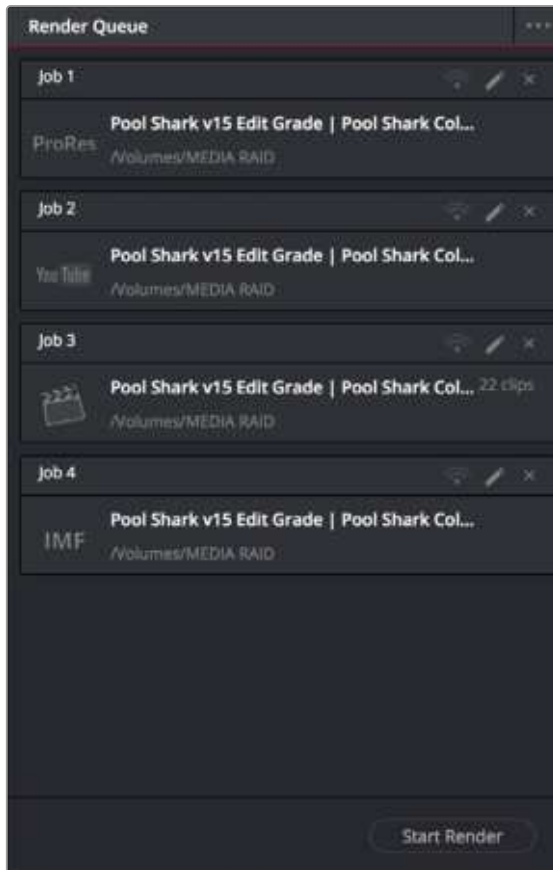 Render Queue
Job 1
ProRes
Pool Shark v15 Edit Grade | Pool Shark Col...
/Volumes/MEDIA RAID
Job 2
You Tube
Pool Shark v15 Edit Grade | Pool Shark Col...
/Volumes/MEDIA RAID
Job 3
Pool Shark v15 Edit Grade | Pool Shark Col... 22 clips
/Volumes/MEDIA RAID
Job 4
IMF
Pool Shark v15 Edit Grade | Pool Shark Col...
/Volumes/MEDIA RAID
Start Render